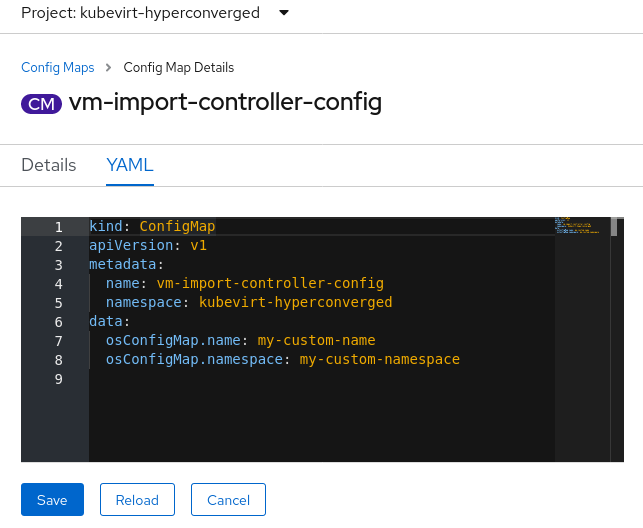 Project: kubevirt-hyperconverged
Config Maps > Config Map Details
CM vm-import-controller-config
Details YAML
1 kind: ConfigMap
2 apiVersion: v1
3 metadata:
4   name: vm-import-controller-config
5   namespace: kubevirt-hyperconverged
6 data:
7   osConfigMap.name: my-custom-name
8   osConfigMap.namespace: my-custom-namespace
9
Save Reload Cancel